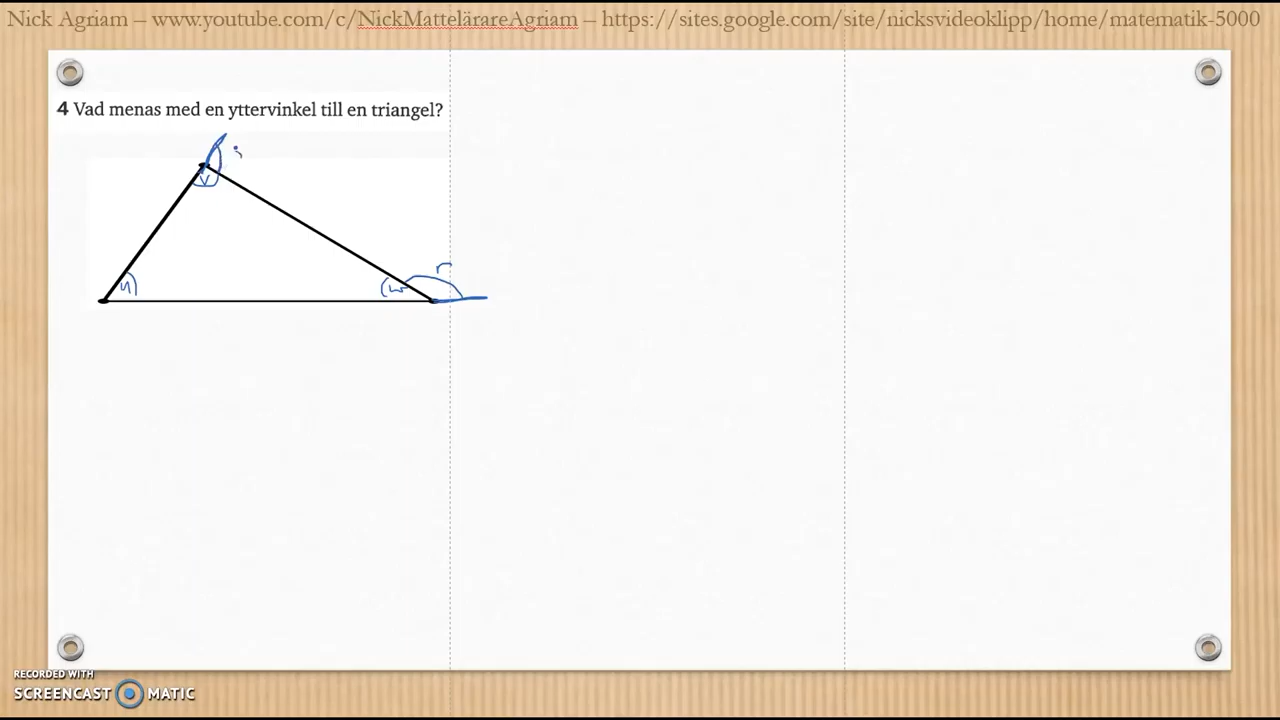 Nick Agriam – www.youtube.com/c/NickMattelärareAgriam – https://sites.google.com/site/nicksvideoklipp/home/matematik-5000
4 Vad menas med en yttervinkel till en triangel?
i
v
r
u
w
RECORDED WITH
SCREENCAST MATIC